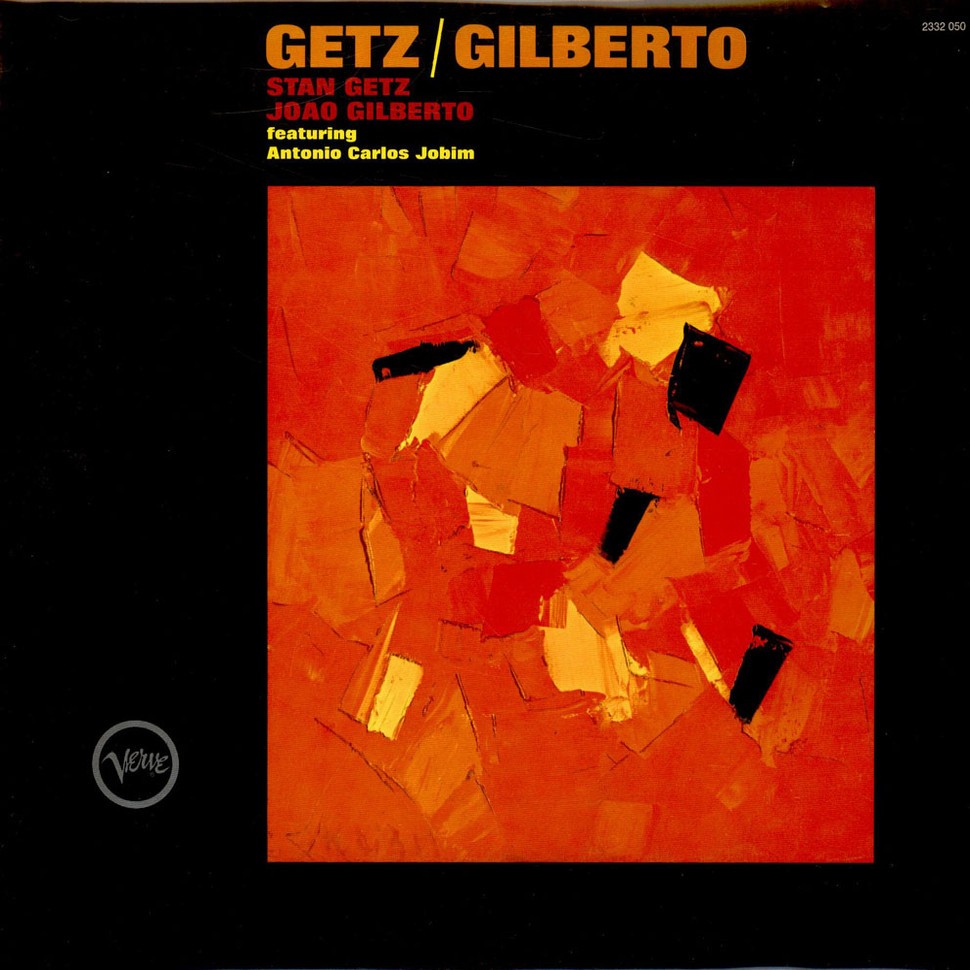 GETZ / GILBERTO
2332 050
STAN GETZ
JOAO GILBERTO
featuring
Antonio Carlos Jobim
Verve